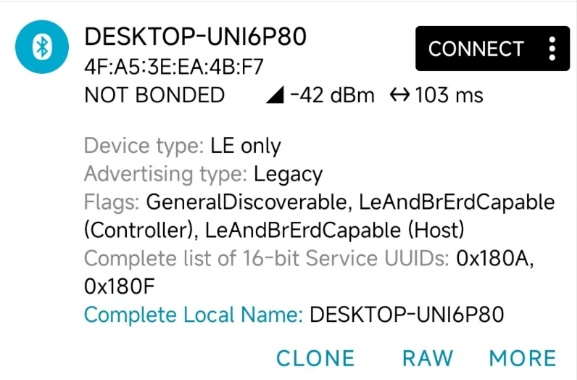 DESKTOP-UNI6P80
CONNECT
4F:A5:3E:EA:4B:F7
NOT BONDED -42 dBm ↔103 ms
Device type: LE only
Advertising type: Legacy
Flags: GeneralDiscoverable, LeAndBrErdCapable
(Controller), LeAndBrErdCapable (Host)
Complete list of 16-bit Service UUIDs: 0x180A,
0x180F
Complete Local Name: DESKTOP-UNI6P80
CLONE RAW MORE